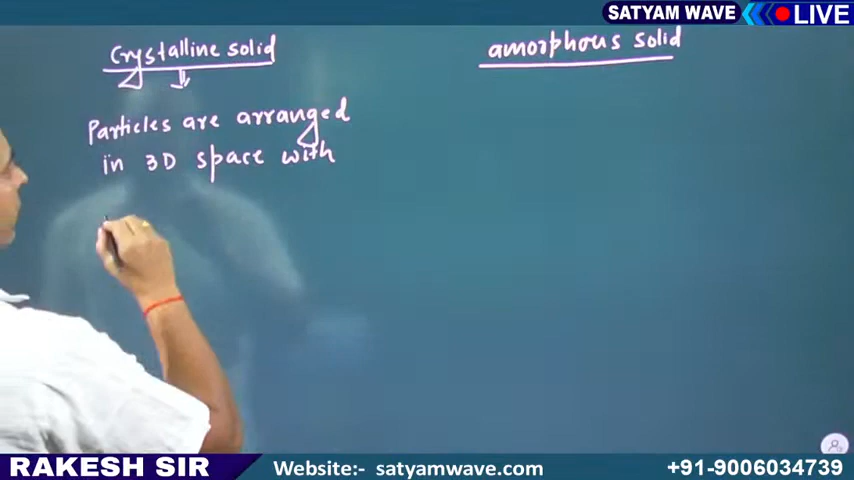 SATYAM WAVE LIVE
Crystalline solid
amorphous solid
Particles are arranged
in 3D space with
RAKESH SIR
Website:- satyamwave.com
+91-9006034739